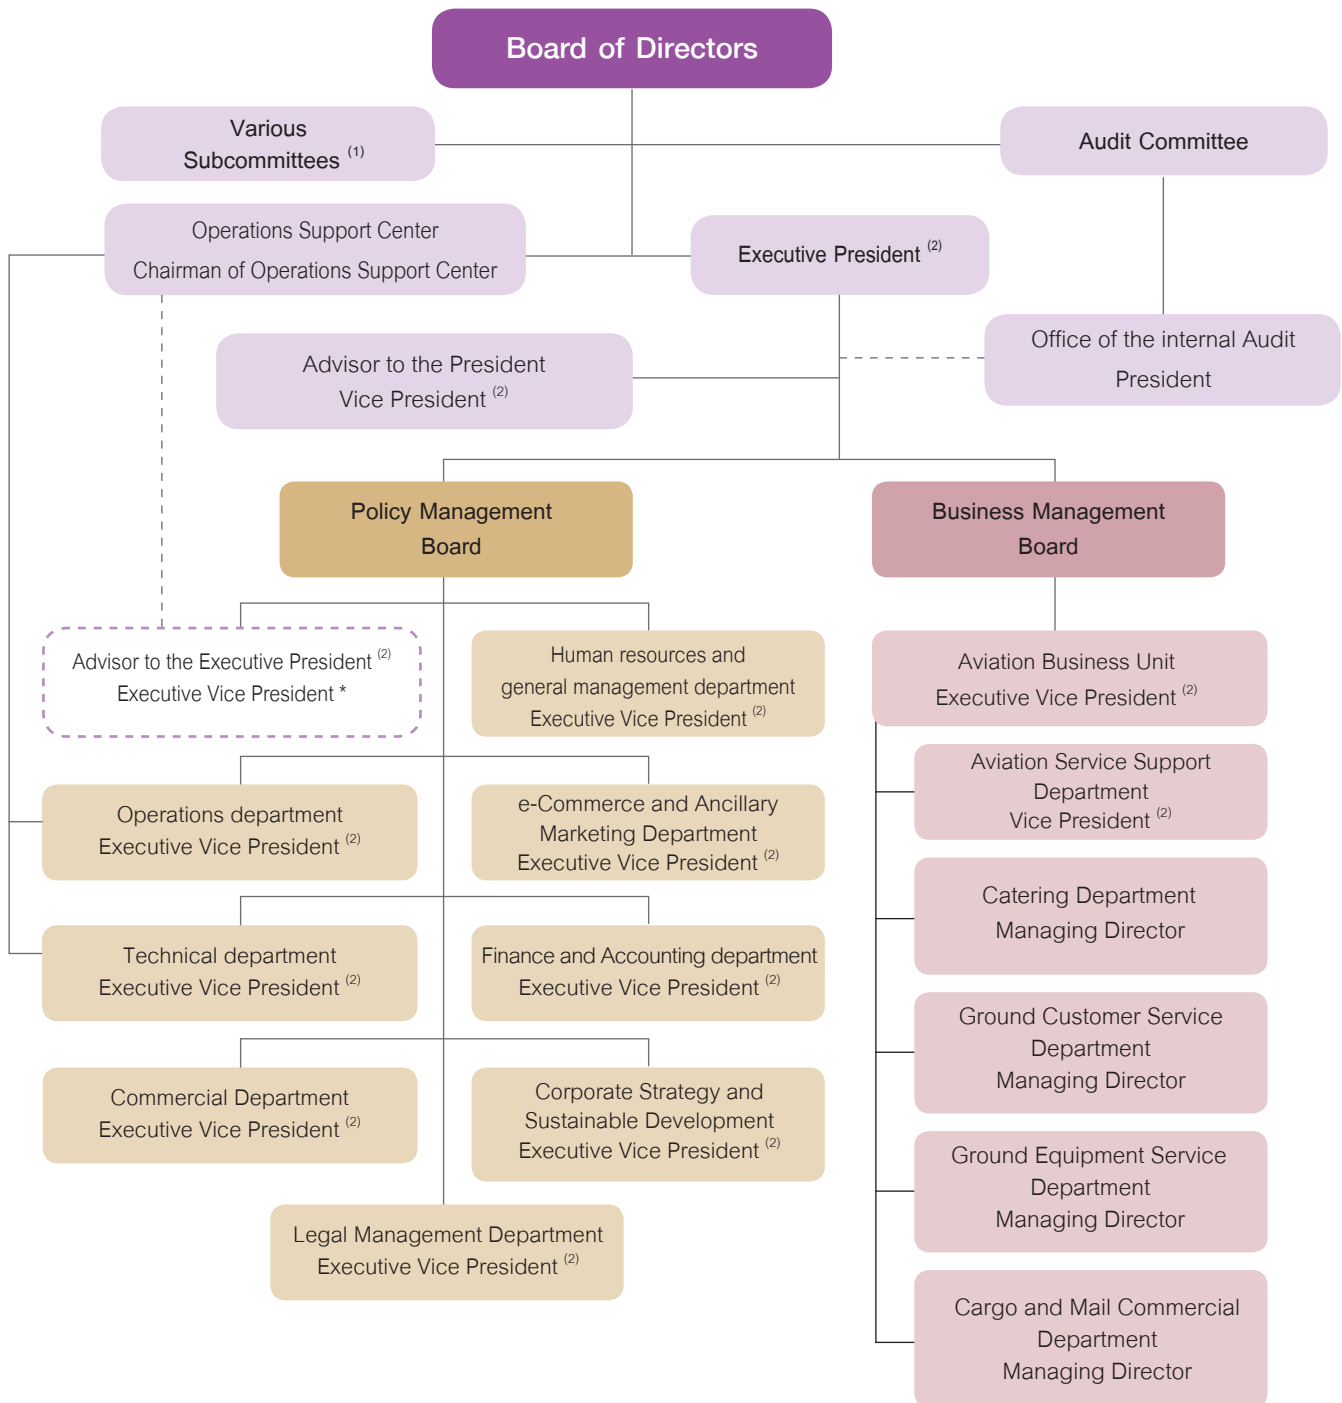 Board of Directors
Various
Subcommittees (1)
Audit Committee
Operations Support Center
Chairman of Operations Support Center
Executive President (2)
Advisor to the President
Vice President (2)
Office of the internal Audit
President
Policy Management
Board
Business Management
Board
Advisor to the Executive President (2)
Executive Vice President *
Human resources and
general management department
Executive Vice President (2)
Aviation Business Unit
Executive Vice President (2)
Operations department
Executive Vice President (2)
e-Commerce and Ancillary
Marketing Department
Executive Vice President (2)
Aviation Service Support
Department
Vice President (2)
Technical department
Executive Vice President (2)
Finance and Accounting department
Executive Vice President (2)
Catering Department
Managing Director
Commercial Department
Executive Vice President (2)
Corporate Strategy and
Sustainable Development
Executive Vice President (2)
Ground Customer Service
Department
Managing Director
Legal Management Department
Executive Vice President (2)
Ground Equipment Service
Department
Managing Director
Cargo and Mail Commercial
Department
Managing Director